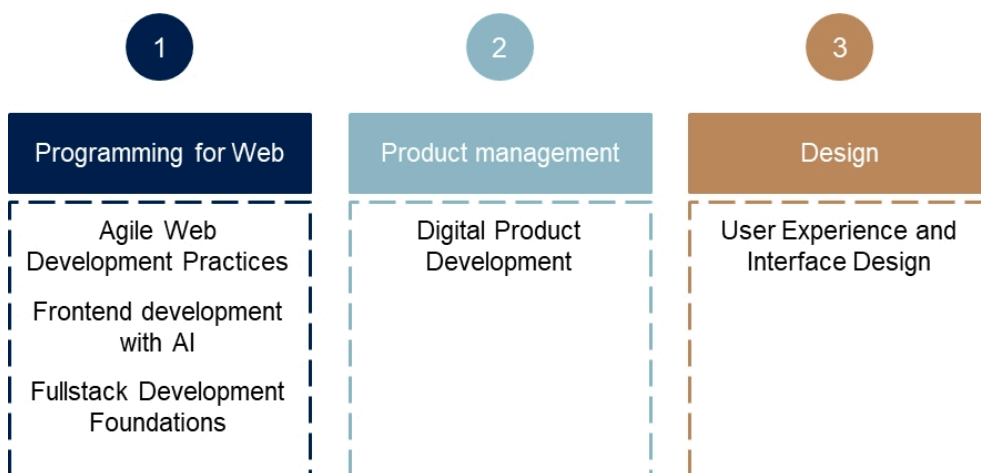 1
2
3
Programming for Web
Product management
Design
Agile Web
Development Practices
Frontend development
with AI
Fullstack Development
Foundations
Digital Product
Development
User Experience and
Interface Design